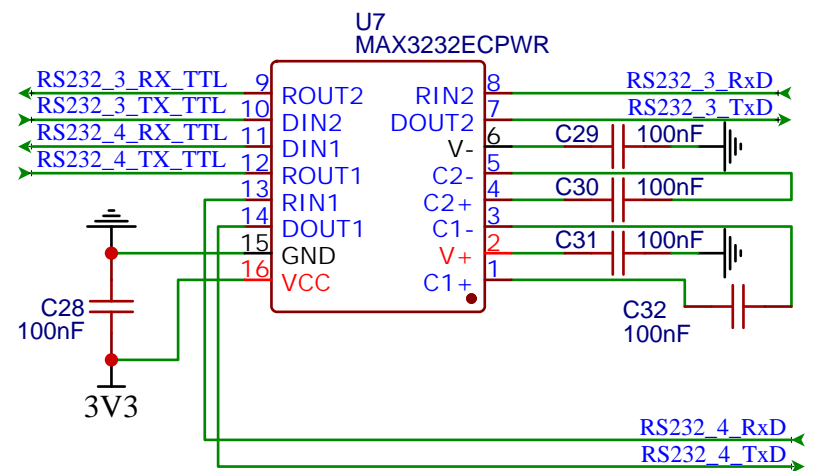 U7
MAX3232ECPWR
RS232_3_RX_TTL 9 ROUT2 RIN2 8 RS232_3_RxD
RS232_3_TX_TTL 10 DIN2 DOUT2 7 RS232_3_TxD
RS232_4_RX_TTL 11 DIN1 V- 6 C29 100nF
RS232_4_TX_TTL 12 ROUT1 C2- 5
13 RIN1 C2+ 4 C30 100nF
14 DOUT1 C1- 3
15 GND V+ 2 C31 100nF
16 VCC C1+ 1
C28
100nF
C32
100nF
3V3
RS232_4_RxD
RS232_4_TxD